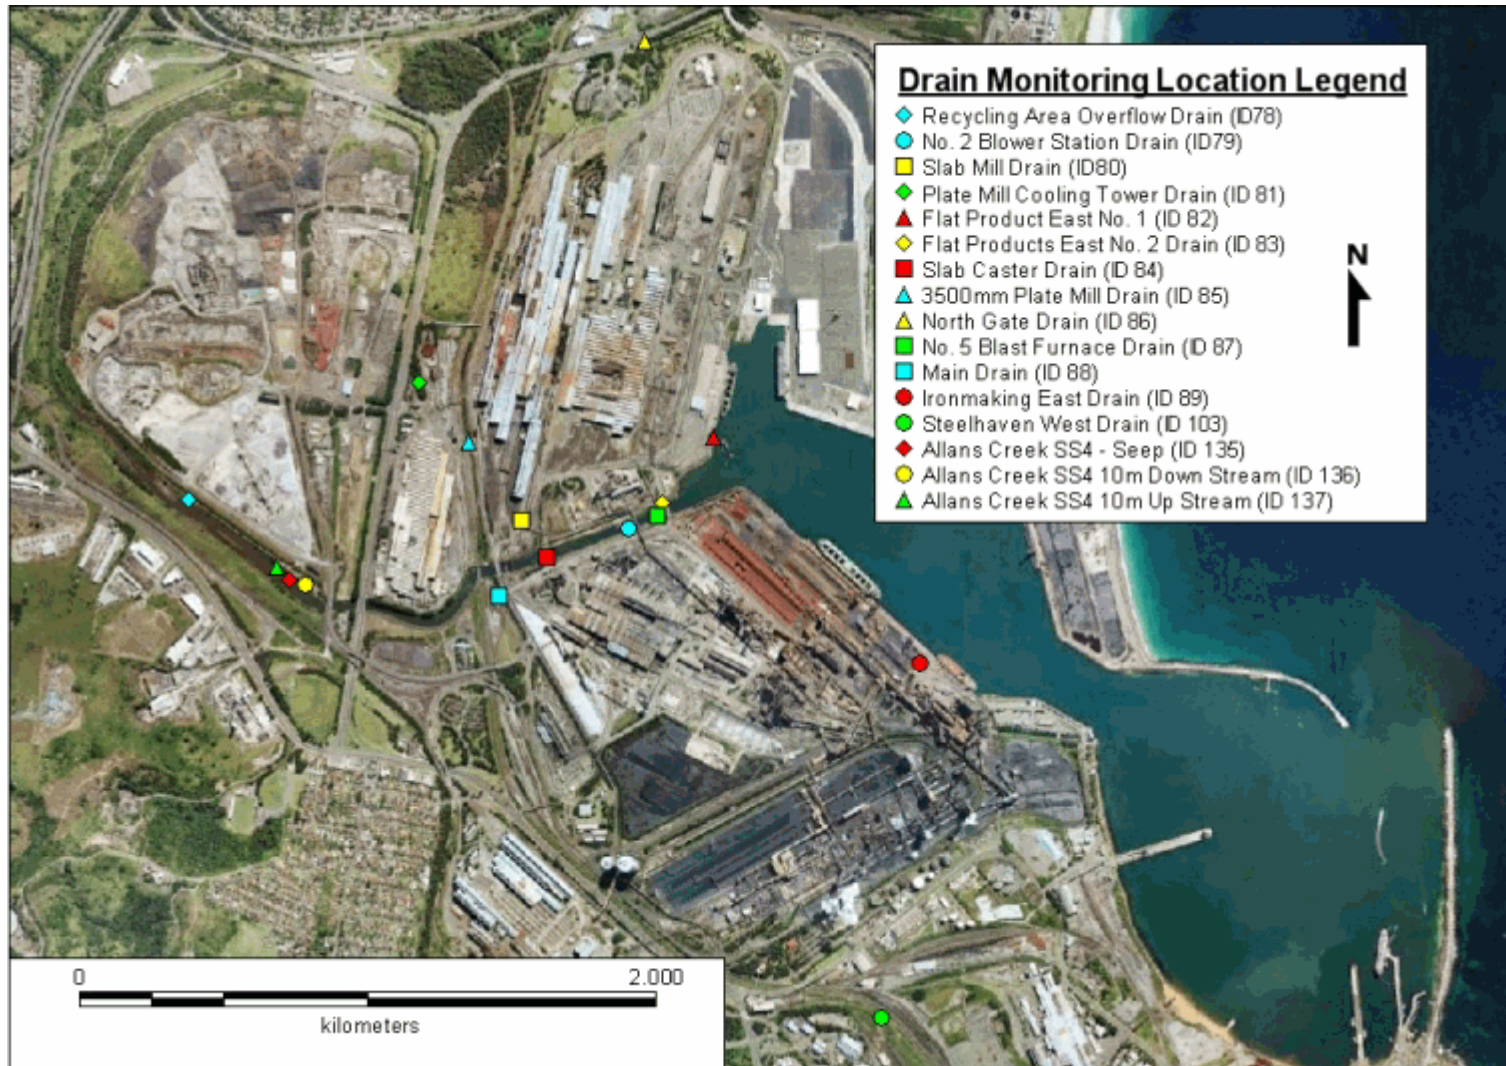 Drain Monitoring Location Legend
Recycling Area Overflow Drain (ID78)
No. 2 Blower Station Drain (ID79)
Slab Mill Drain (ID80)
Plate Mill Cooling Tower Drain (ID 81)
Flat Product East No. 1 (ID 82)
Flat Products East No. 2 Drain (ID 83)
Slab Caster Drain (ID 84)
3500mm Plate Mill Drain (ID 85)
North Gate Drain (ID 86)
No. 5 Blast Furnace Drain (ID 87)
Main Drain (ID 88)
Ironmaking East Drain (ID 89)
Steelhaven West Drain (ID 103)
Allans Creek SS4 - Seep (ID 135)
Allans Creek SS4 10m Down Stream (ID 136)
Allans Creek SS4 10m Up Stream (ID 137)
N
0 2.000
kilometers